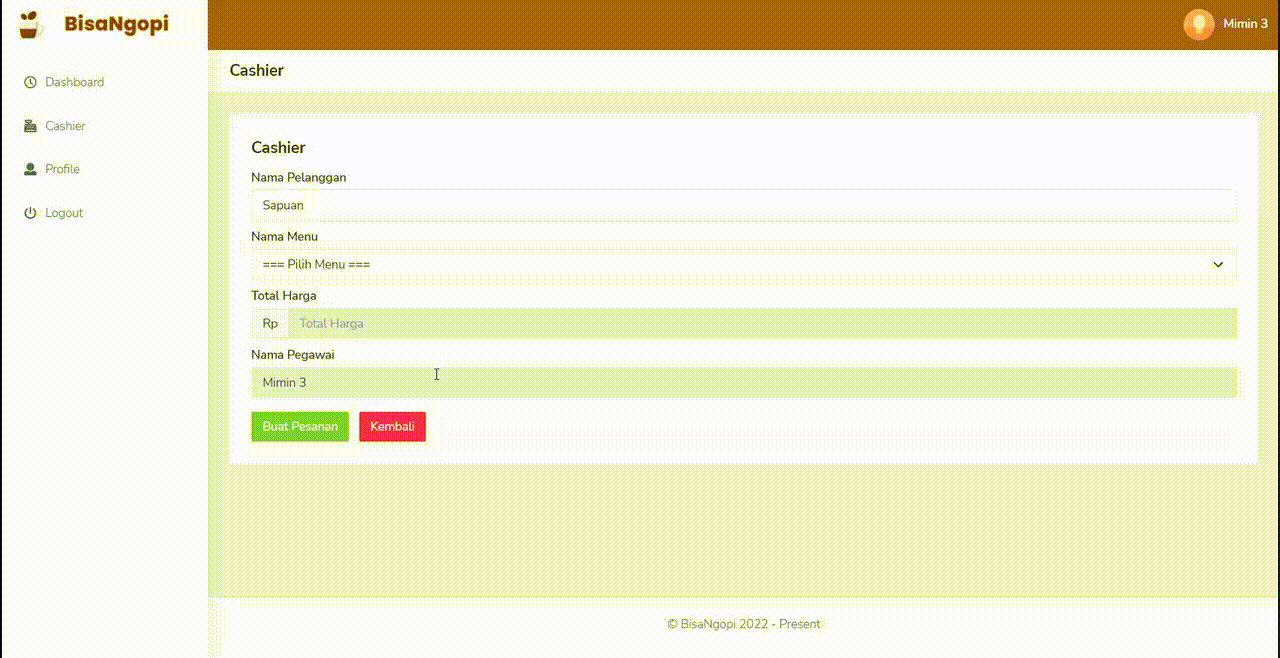 BisaNgopi
Mimin 3
Dashboard
Cashier
Profile
Logout
Cashier
Cashier
Nama Pelanggan
Sapuan
Nama Menu
=== Pilih Menu ===
Total Harga
Rp Total Harga
Nama Pegawai
Mimin 3
Buat Pesanan Kembali
© BisaNgopi 2022 - Present